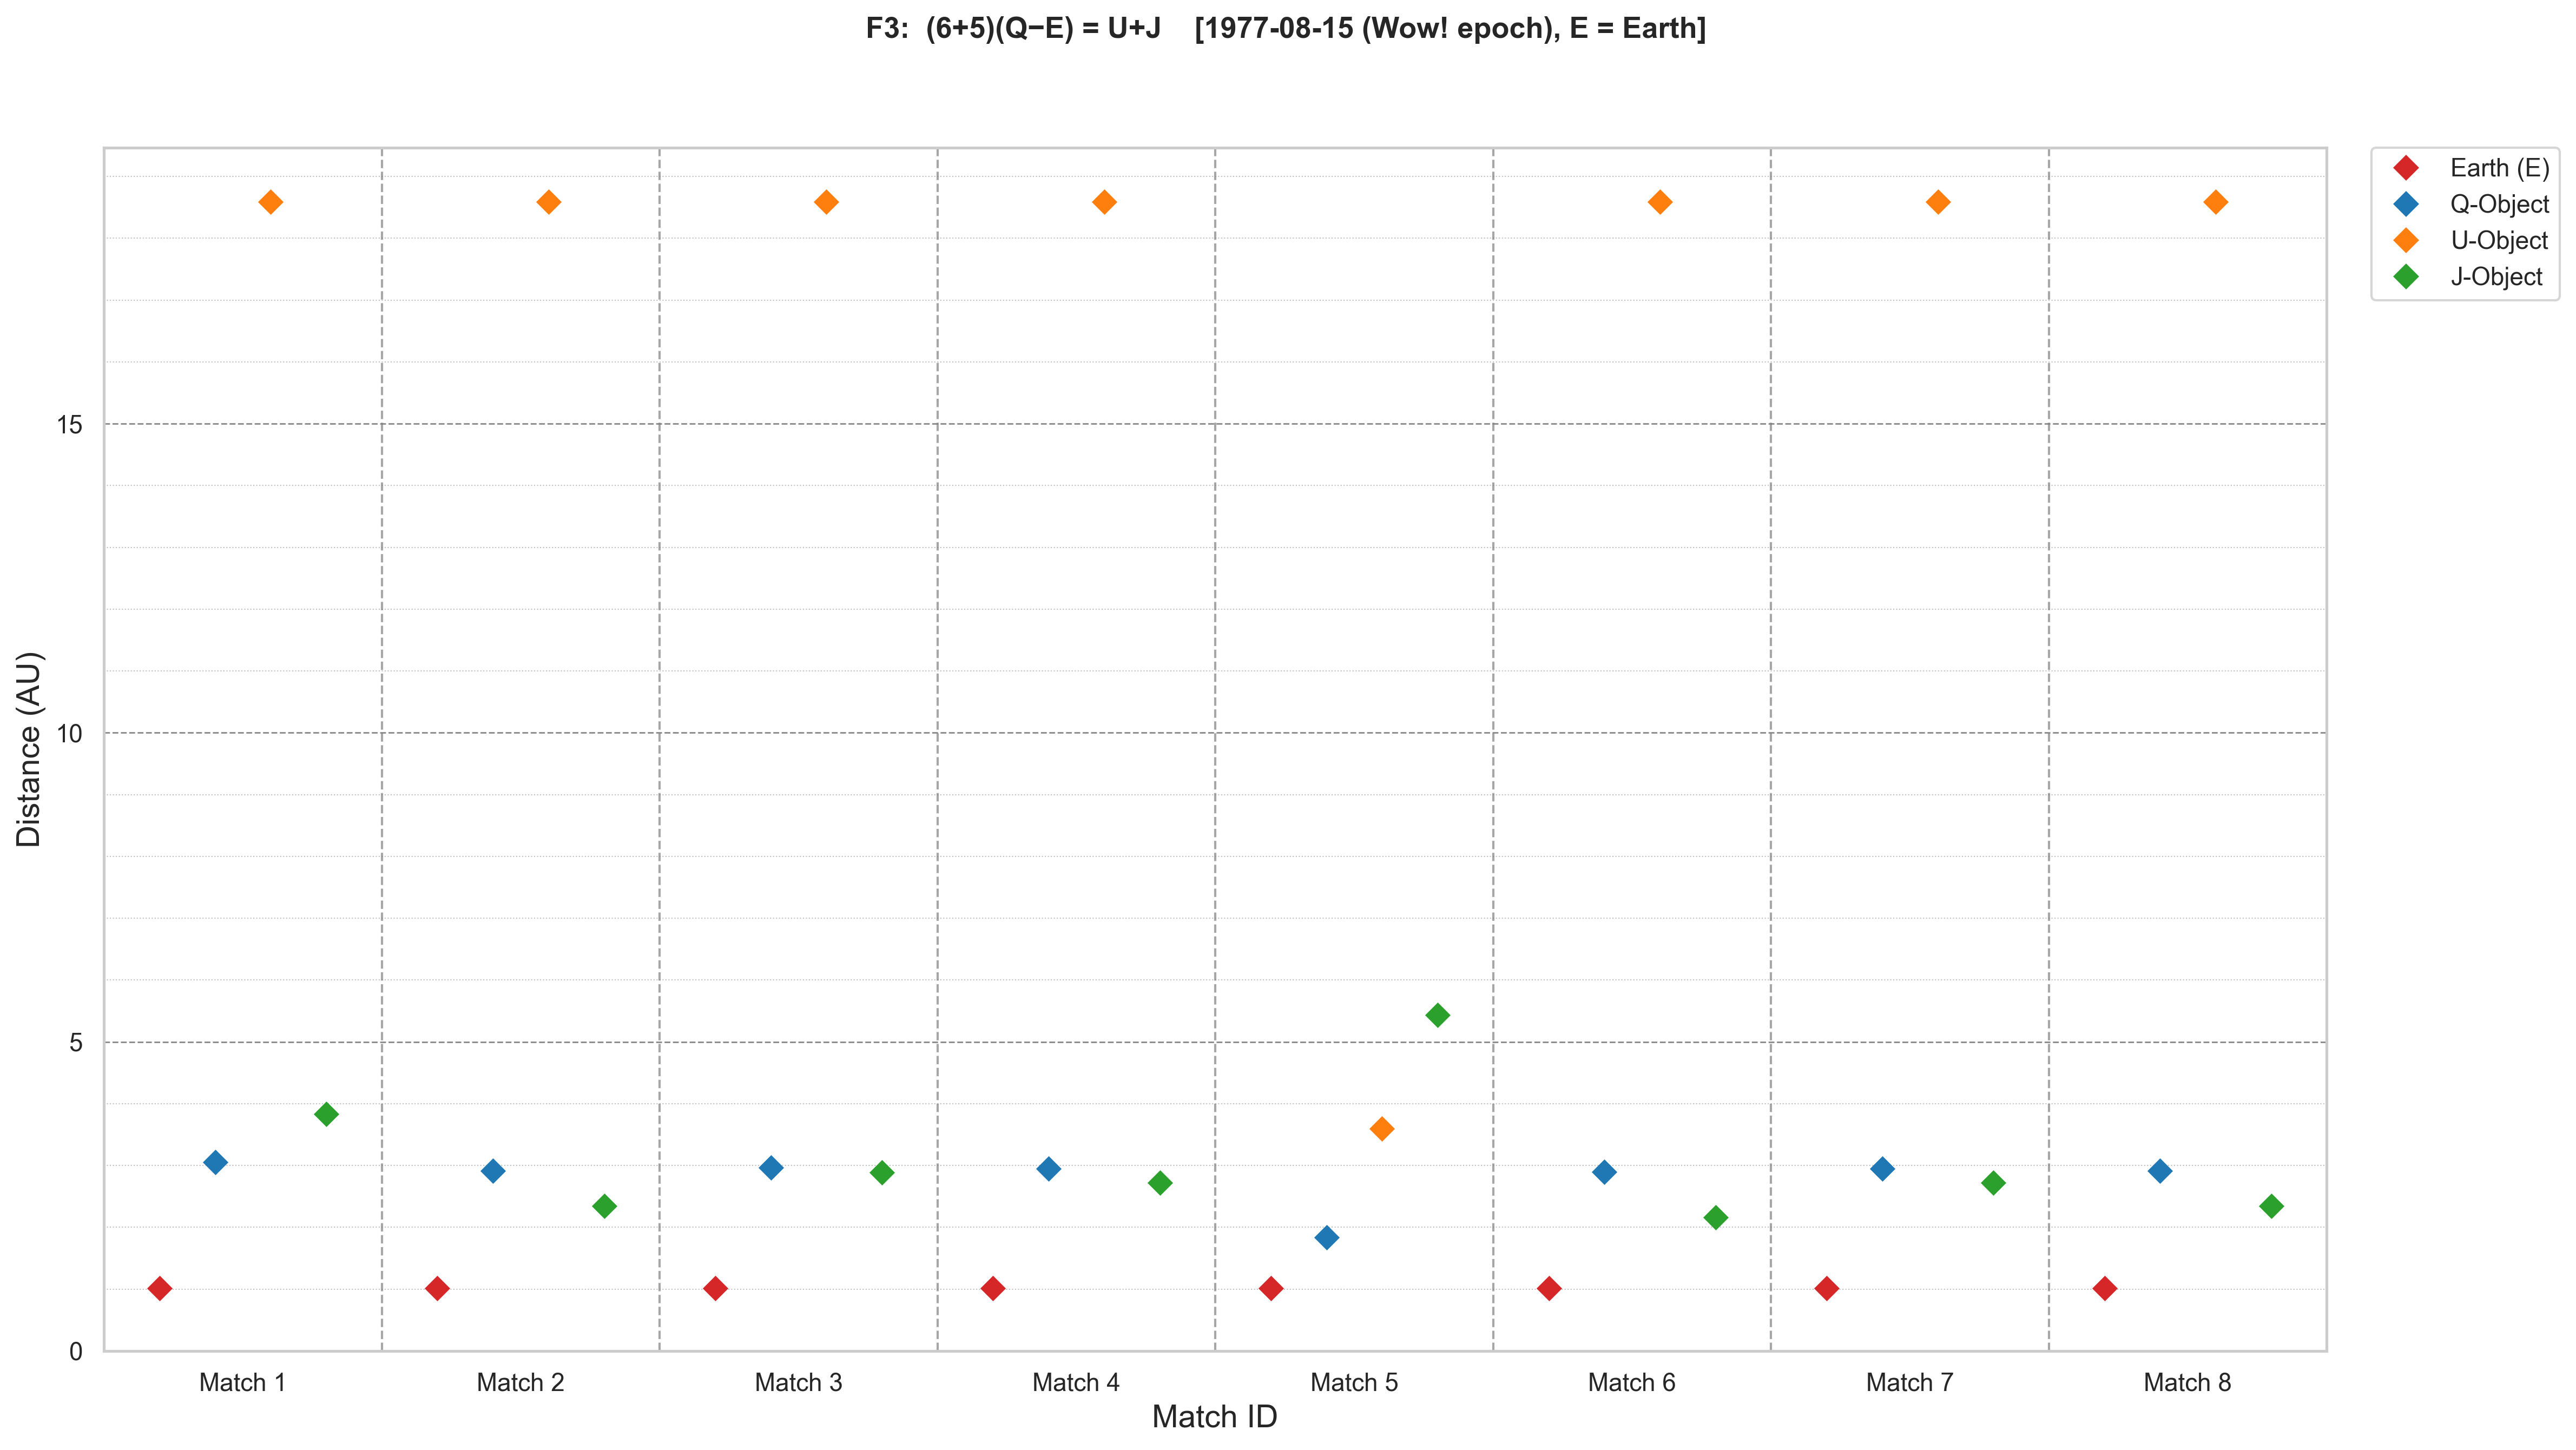 F3:  (6+5)(Q−E) = U+J    [1977-08-15 (Wow! epoch), E = Earth]
Earth (E)
Q-Object
U-Object
J-Object
Distance (AU)
15
10
5
0
Match 1
Match 2
Match 3
Match 4
Match 5
Match 6
Match 7
Match 8
Match ID